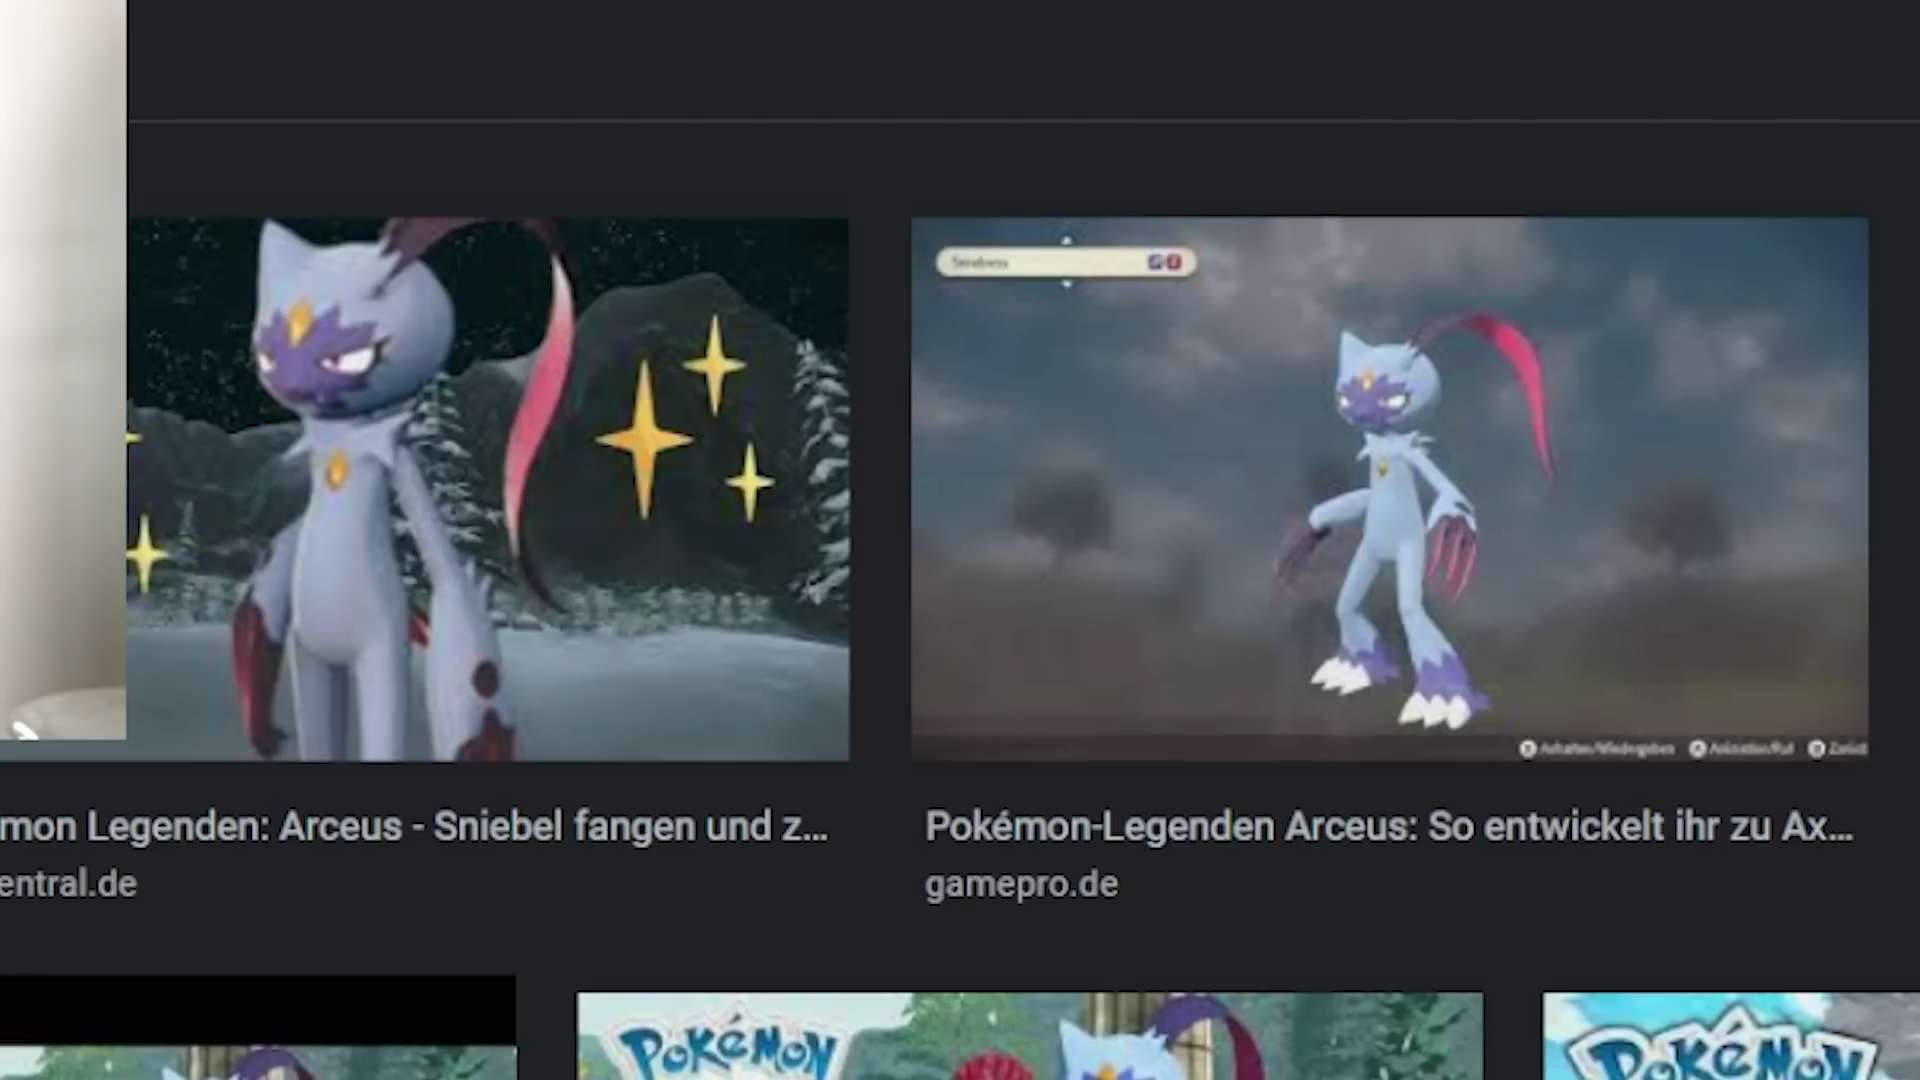 mon Legenden: Arceus - Sniebel fangen und z...
entral.de
Pokémon-Legenden Arceus: So entwickelt ihr zu Ax...
gamepro.de
POKÉMON
POKÉMON